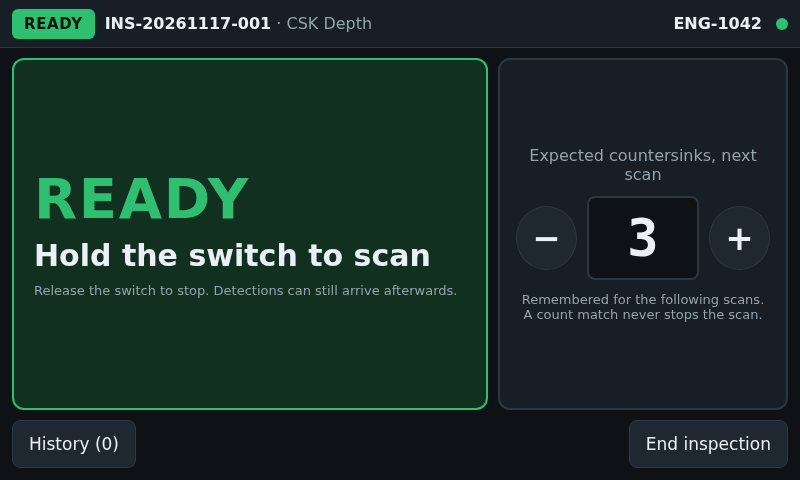 READY INS-20261117-001 · CSK Depth ENG-1042
READY
Hold the switch to scan
Release the switch to stop. Detections can still arrive afterwards.
Expected countersinks, next
scan
− 3 +
Remembered for the following scans.
A count match never stops the scan.
History (0) End inspection